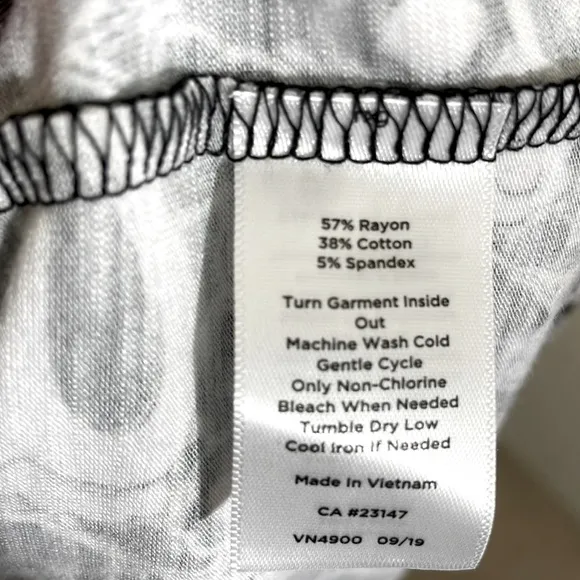 57% Rayon
38% Cotton
5% Spandex
Turn Garment Inside
Out
Machine Wash Cold
Gentle Cycle
Only Non-Chlorine
Bleach When Needed
Tumble Dry Low
Cool Iron If Needed
Made In Vietnam
CA #23147
VN4900 09/19